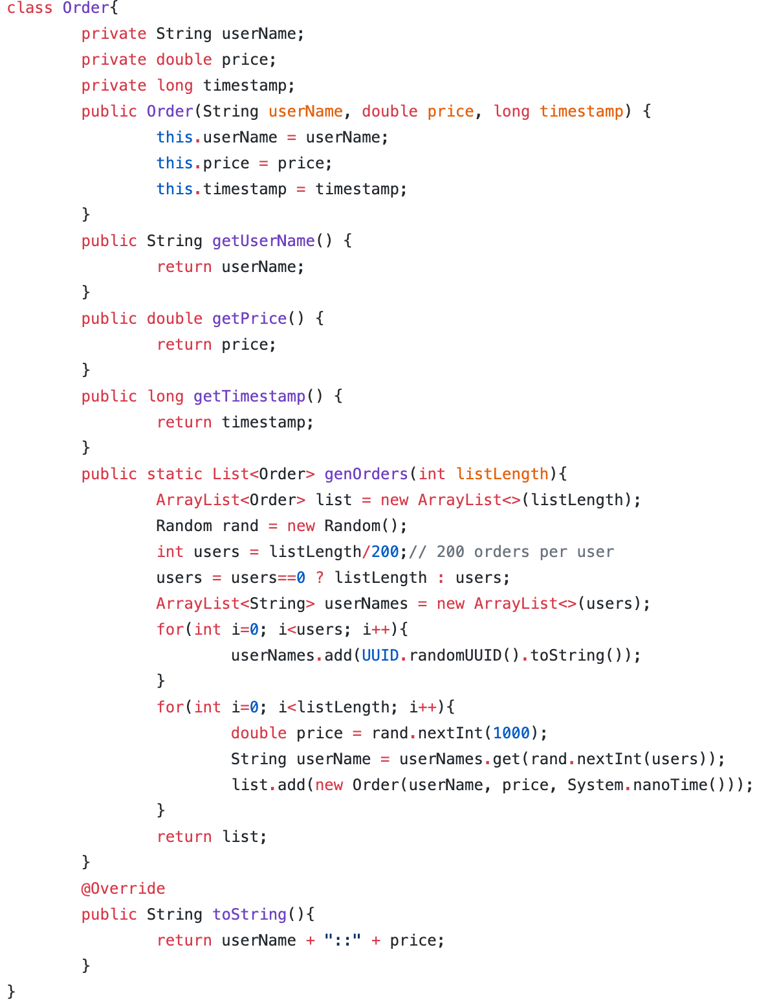 class Order{
        private String userName;
        private double price;
        private long timestamp;
        public Order(String userName, double price, long timestamp) {
                this.userName = userName;
                this.price = price;
                this.timestamp = timestamp;
        }
        public String getUserName() {
                return userName;
        }
        public double getPrice() {
                return price;
        }
        public long getTimestamp() {
                return timestamp;
        }
        public static List<Order> genOrders(int listLength){
                ArrayList<Order> list = new ArrayList<>(listLength);
                Random rand = new Random();
                int users = listLength/200;// 200 orders per user
                users = users==0 ? listLength : users;
                ArrayList<String> userNames = new ArrayList<>(users);
                for(int i=0; i<users; i++){
                        userNames.add(UUID.randomUUID().toString());
                }
                for(int i=0; i<listLength; i++){
                        double price = rand.nextInt(1000);
                        String userName = userNames.get(rand.nextInt(users));
                        list.add(new Order(userName, price, System.nanoTime()));
                }
                return list;
        }
        @Override
        public String toString(){
                return userName + "::" + price;
        }
}